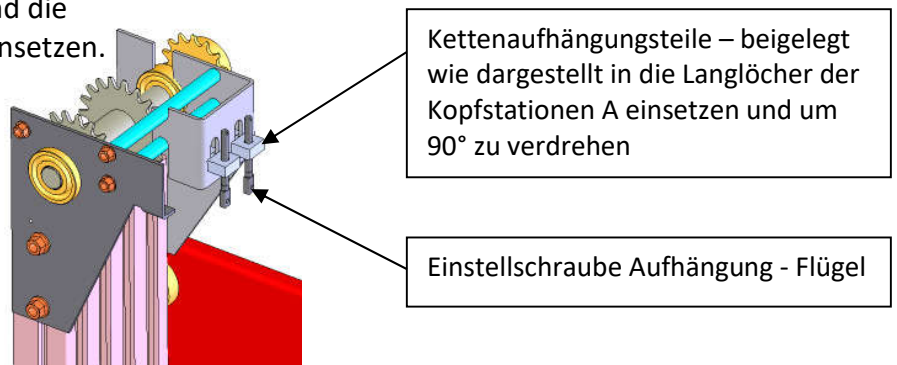 die
nsetzen.
Kettenaufhängungsteile – beigelegt
wie dargestellt in die Langlöcher der
Kopfstationen A einsetzen und um
90° zu verdrehen
Einstellschraube Aufhängung - Flügel